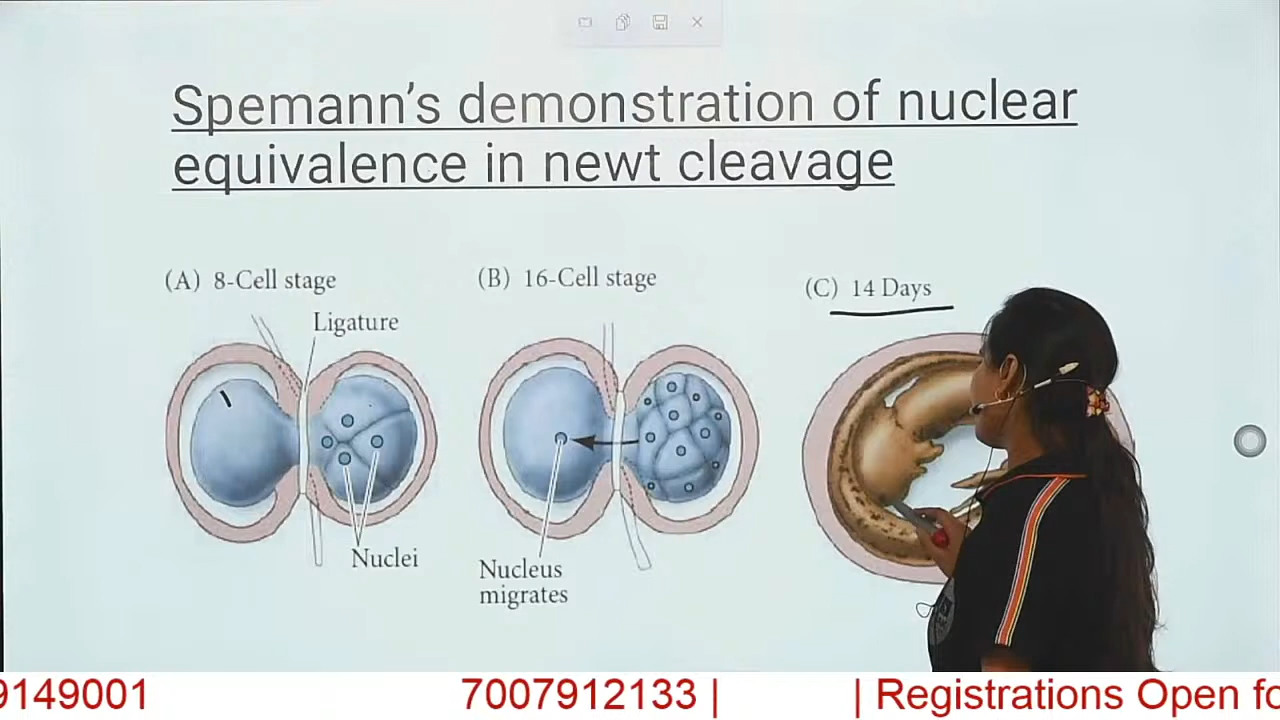 Spemann's demonstration of nuclear
equivalence in newt cleavage
(A) 8-Cell stage
(B) 16-Cell stage
(C) 14 Days
Ligature
Nuclei
Nucleus
migrates
9149001
7007912133 |
| Registrations Open fo